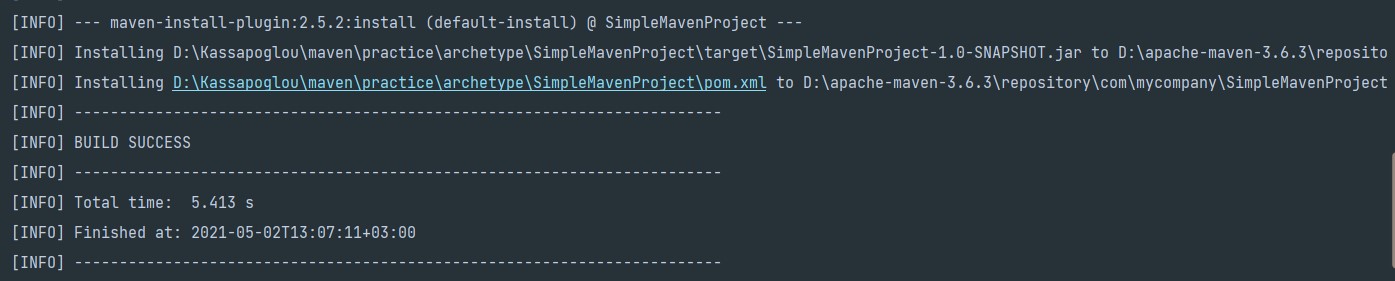 [INFO] --- maven-install-plugin:2.5.2:install (default-install) @ SimpleMavenProject ---
[INFO] Installing D:\Kassapoglou\maven\practice\archetype\SimpleMavenProject\target\SimpleMavenProject-1.0-SNAPSHOT.jar to D:\apache-maven-3.6.3\reposito
[INFO] Installing D:\Kassapoglou\maven\practice\archetype\SimpleMavenProject\pom.xml to D:\apache-maven-3.6.3\repository\com\mycompany\SimpleMavenProject
[INFO] ------------------------------------------------------------------------
[INFO] BUILD SUCCESS
[INFO] ------------------------------------------------------------------------
[INFO] Total time:  5.413 s
[INFO] Finished at: 2021-05-02T13:07:11+03:00
[INFO] ------------------------------------------------------------------------